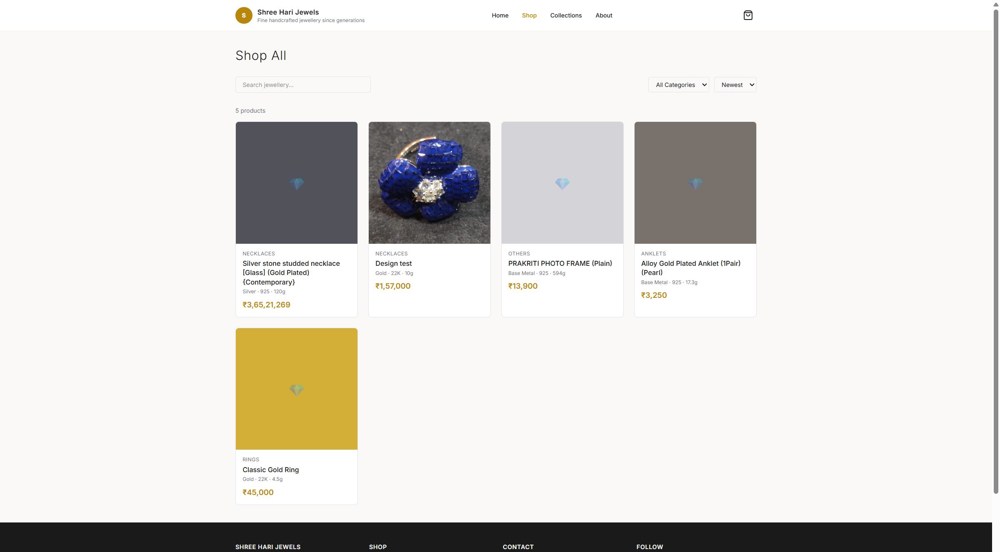 S
Shree Hari Jewels
Fine handcrafted jewellery since generations
Home
Shop
Collections
About
Shop All
Search jewellery...
All Categories
Newest
5 products
NECKLACES
Silver stone studded necklace
[Glass] (Gold Plated)
{Contemporary}
Silver · 925 · 120g
₹3,65,21,269
NECKLACES
Design test
Gold · 22K · 10g
₹1,57,000
OTHERS
PRAKRITI PHOTO FRAME (Plain)
Base Metal · 925 · 594g
₹13,900
ANKLETS
Alloy Gold Plated Anklet (1Pair)
(Pearl)
Base Metal · 925 · 17.3g
₹3,250
RINGS
Classic Gold Ring
Gold · 22K · 4.5g
₹45,000
SHREE HARI JEWELS
SHOP
CONTACT
FOLLOW